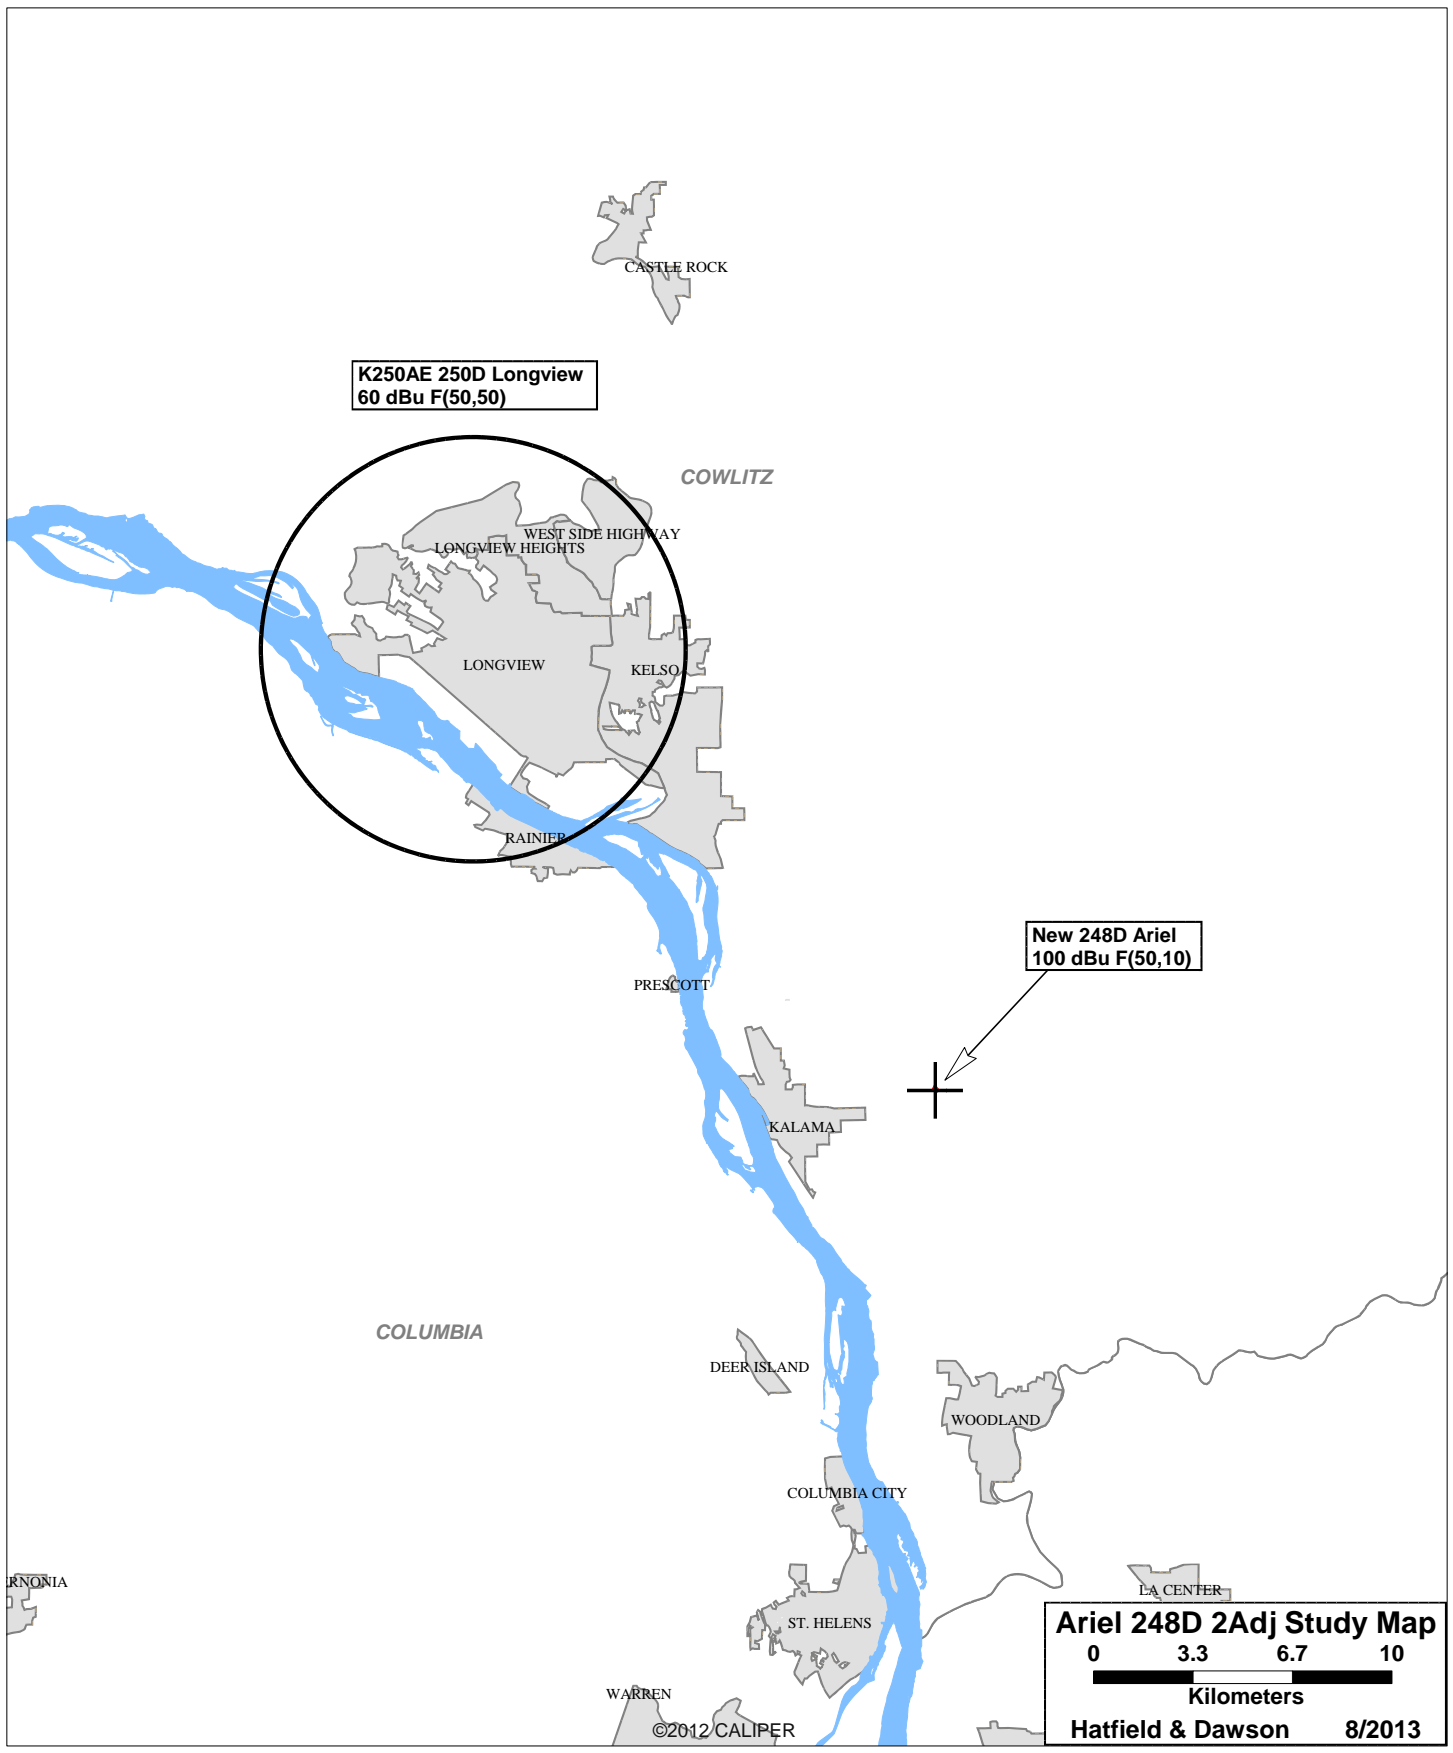 CASTLE ROCK
K250AE 250D Longview
60 dBu F(50,50)
COWLITZ
WEST SIDE HIGHWAY
LONGVIEW HEIGHTS
LONGVIEW
KELSO
RAINIER
New 248D Ariel
100 dBu F(50,10)
PRESCOTT
KALAMA
COLUMBIA
DEER ISLAND
WOODLAND
COLUMBIA CITY
ERNONIA
LA CENTER
ST. HELENS
WARREN
©2012 CALIPER
Ariel 248D 2Adj Study Map
0 3.3 6.7 10
Kilometers
Hatfield & Dawson 8/2013